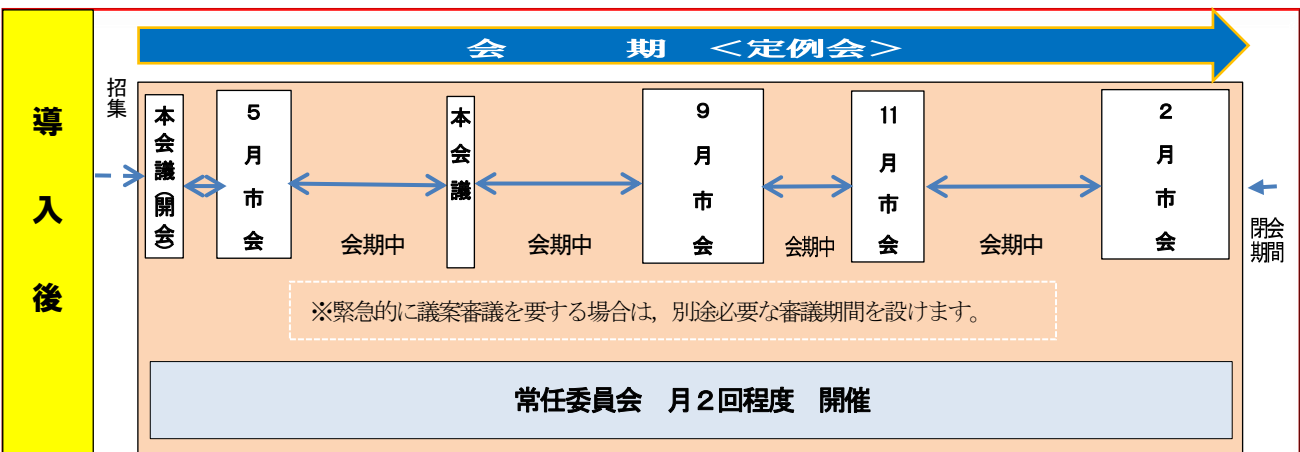 導入後
会 期 ＜定例会＞
招集
本会議（開会）
５月市会
会期中
本会議
会期中
９月市会
会期中
11月市会
会期中
２月市会
閉会期間
※緊急的に議案審議を要する場合は，別途必要な審議期間を設けます。
常任委員会 月２回程度 開催